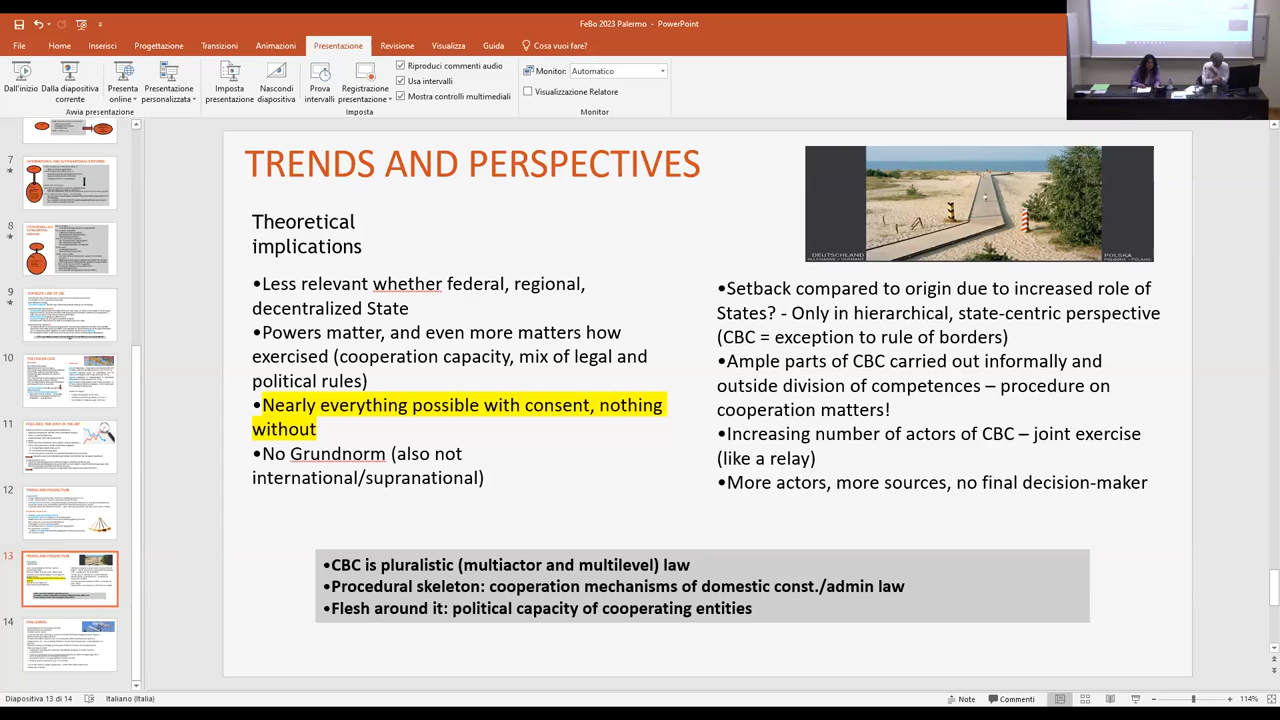 FeBo 2023 Palermo - PowerPoint
File Home Inserisci Progettazione Transizioni Animazioni Presentazione Revisione Visualizza Guida Cosa vuoi fare?
Dall'inizio
Dalla diapositiva corrente
Presenta online
Presentazione personalizzata
Avvia presentazione
Imposta presentazione
Nascondi diapositiva
Prova intervalli
Registrazione presentazione
Riproduci commenti audio
Usa intervalli
Mostra controlli multimediali
Imposta
Monitor: Automatico
Visualizzazione Relatore
Monitor
7
8
9
10
11
12
13
14
TRENDS AND PERSPECTIVES
Theoretical
implications
•Less relevant whether federal, regional,
decentralized State
•Powers matter, and even more matters how
exercised (cooperation capacity, mix of legal and
political rules)
•Nearly everything possible with consent, nothing
without
•No Grundnorm (also not
international/supranational)
DEUTSCHLAND
POLSKA
•Setback compared to origin due to increased role of
States? - Only in hierarchical, state-centric perspective
(CBC = exception to rule of borders)
•Ample parts of CBC carried out informally and
outside division of competences – procedure on
cooperation matters!
•Increasing number of actors of CBC – joint exercise
(like a relay)
•More actors, more sources, no final decision-maker
•CBC is pluralistic (multiactor and multilevel) law
•Procedural skeleton: cooperation mechanisms of domestic const./admin law
•Flesh around it: political capacity of cooperating entities
Diapositiva 13 di 14 Italiano (Italia) Note Commenti 114%